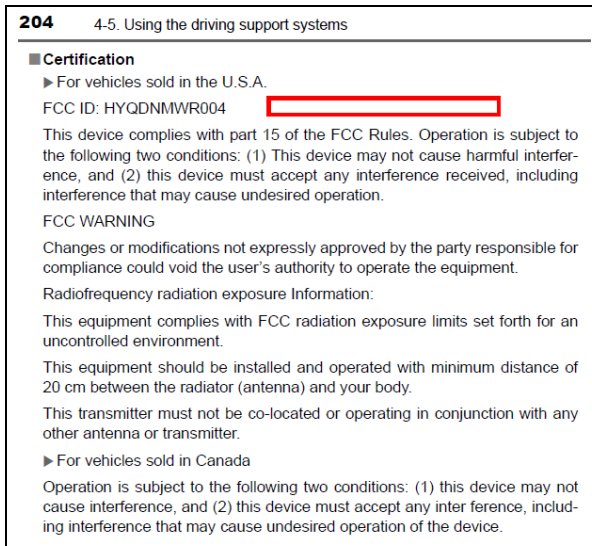 204 4-5. Using the driving support systems
■Certification
▶For vehicles sold in the U.S.A.
FCC ID: HYQDNMWR004
This device complies with part 15 of the FCC Rules. Operation is subject to
the following two conditions: (1) This device may not cause harmful interfer-
ence, and (2) this device must accept any interference received, including
interference that may cause undesired operation.
FCC WARNING
Changes or modifications not expressly approved by the party responsible for
compliance could void the user's authority to operate the equipment.
Radiofrequency radiation exposure Information:
This equipment complies with FCC radiation exposure limits set forth for an
uncontrolled environment.
This equipment should be installed and operated with minimum distance of
20 cm between the radiator (antenna) and your body.
This transmitter must not be co-located or operating in conjunction with any
other antenna or transmitter.
▶For vehicles sold in Canada
Operation is subject to the following two conditions: (1) this device may not
cause interference, and (2) this device must accept any inter ference, includ-
ing interference that may cause undesired operation of the device.